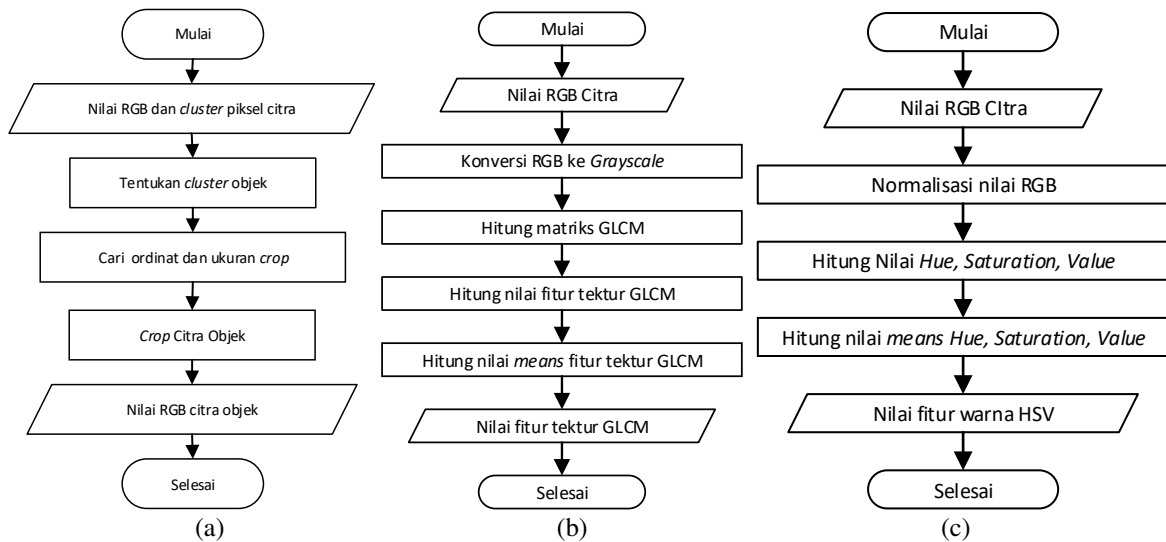 Mulai
Nilai RGB dan cluster piksel citra
Tentukan cluster objek
Cari ordinat dan ukuran crop
Crop Citra Objek
Nilai RGB citra objek
Selesai
(a)
Mulai
Nilai RGB Citra
Konversi RGB ke Grayscale
Hitung matriks GLCM
Hitung nilai fitur tektur GLCM
Hitung nilai means fitur tektur GLCM
Nilai fitur tektur GLCM
Selesai
(b)
Mulai
Nilai RGB CItra
Normalisasi nilai RGB
Hitung Nilai Hue, Saturation, Value
Hitung nilai means Hue, Saturation, Value
Nilai fitur warna HSV
Selesai
(c)